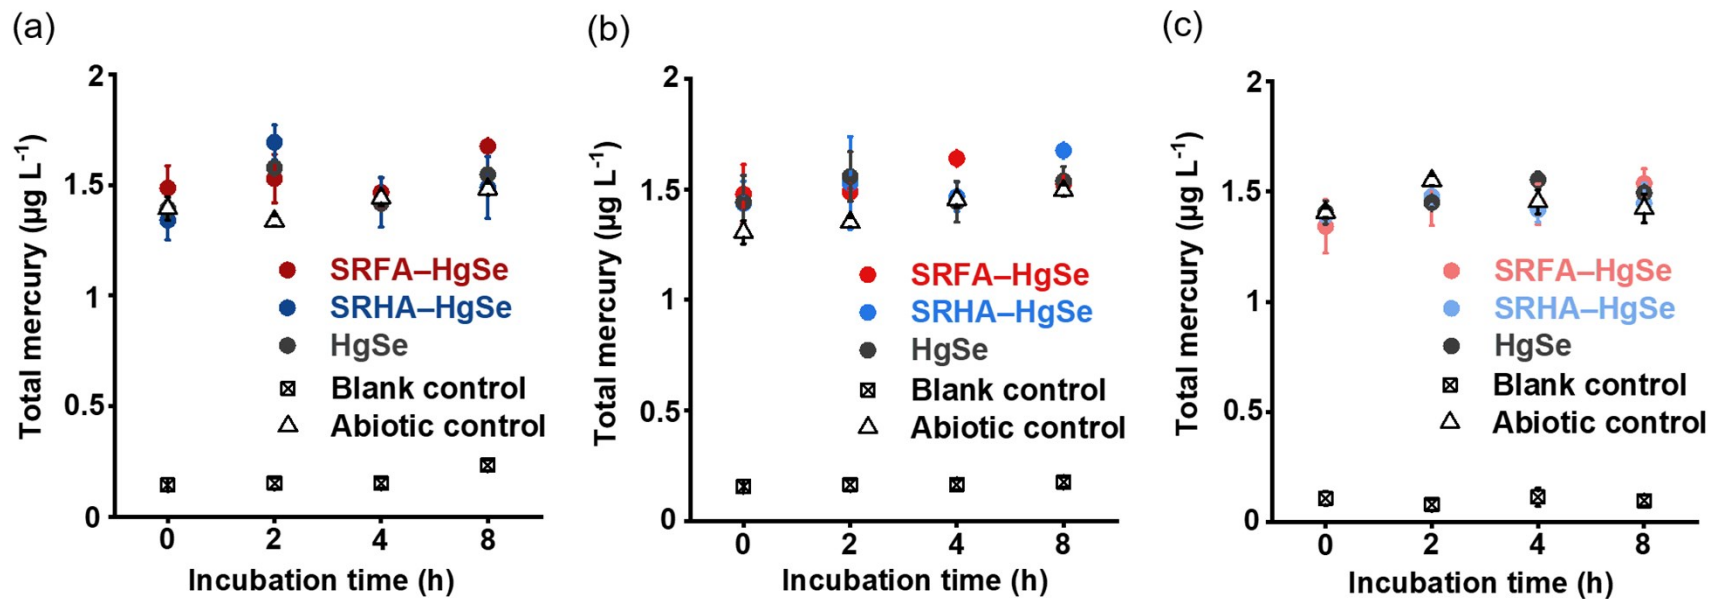 (a)
Total mercury (µg L-1)
2
1.5
1
0.5
0
0 2 4 8
Incubation time (h)
SRFA–HgSe
SRHA–HgSe
HgSe
Blank control
Abiotic control
(b)
Total mercury (µg L-1)
2
1.5
1
0.5
0
0 2 4 8
Incubation time (h)
SRFA–HgSe
SRHA–HgSe
HgSe
Blank control
Abiotic control
(c)
Total mercury (µg L-1)
2
1.5
1
0.5
0
0 2 4 8
Incubation time (h)
SRFA–HgSe
SRHA–HgSe
HgSe
Blank control
Abiotic control